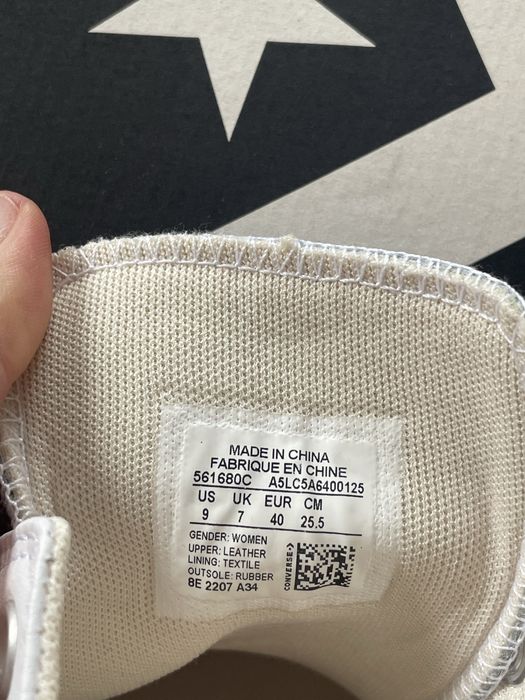 MADE IN CHINA
FABRIQUE EN CHINE
561680C A5LC5A6400125
US UK EUR CM
9 7 40 25.5
GENDER: WOMEN
UPPER: LEATHER
LINING: TEXTILE
OUTSOLE: RUBBER
8E 2207 A34
CONVERSE->